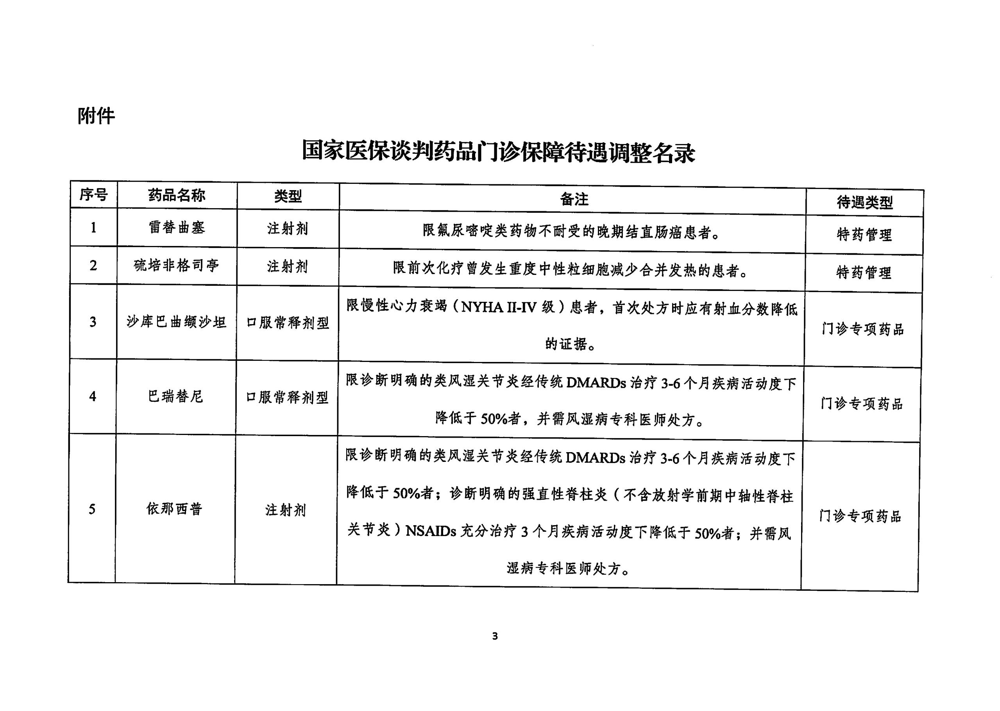 附件
国家医保谈判药品门诊保障待遇调整名录
序号 药品名称 类型 备注 待遇类型
1 雷替曲塞 注射剂 限氟尿嘧啶类药物不耐受的晚期结直肠癌患者。 特药管理
2 硫培非格司亭 注射剂 限前次化疗曾发生重度中性粒细胞减少合并发热的患者。 特药管理
3 沙库巴曲缬沙坦 口服常释剂型 限慢性心力衰竭（NYHA II-IV 级）患者，首次处方时应有射血分数降低
的证据。 门诊专项药品
4 巴瑞替尼 口服常释剂型 限诊断明确的类风湿关节炎经传统 DMARDs 治疗 3-6 个月疾病活动度下
降低于 50%者，并需风湿病专科医师处方。 门诊专项药品
5 依那西普 注射剂 限诊断明确的类风湿关节炎经传统 DMARDs 治疗 3-6 个月疾病活动度下
降低于 50%者；诊断明确的强直性脊柱炎（不含放射学前期中轴性脊柱
关节炎）NSAIDs 充分治疗 3 个月疾病活动度下降低于 50%者；并需风
湿病专科医师处方。 门诊专项药品
3